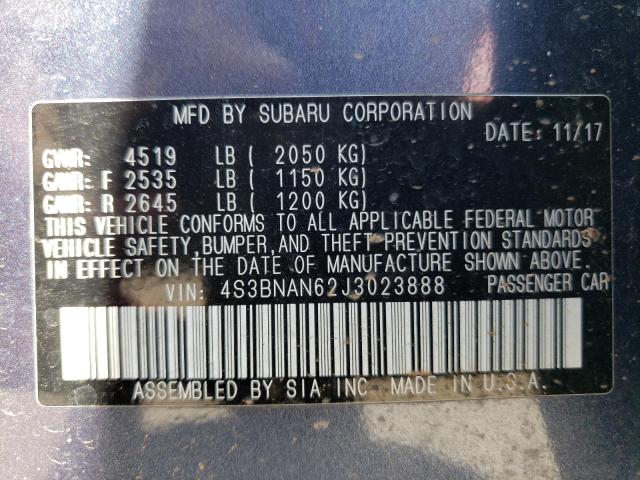 MFD BY SUBARU CORPORATION
DATE: 11/17
GVWR: 4519 LB ( 2050 KG)
GAWR: F 2535 LB ( 1150 KG)
GAWR: R 2645 LB ( 1200 KG)
THIS VEHICLE CONFORMS TO ALL APPLICABLE FEDERAL MOTOR
VEHICLE SAFETY, BUMPER, AND THEFT PREVENTION STANDARDS
IN EFFECT ON THE DATE OF MANUFACTURE SHOWN ABOVE.
VIN: 4S3BNAN62J3023888 PASSENGER CAR
ASSEMBLED BY SIA INC MADE IN U.S.A.